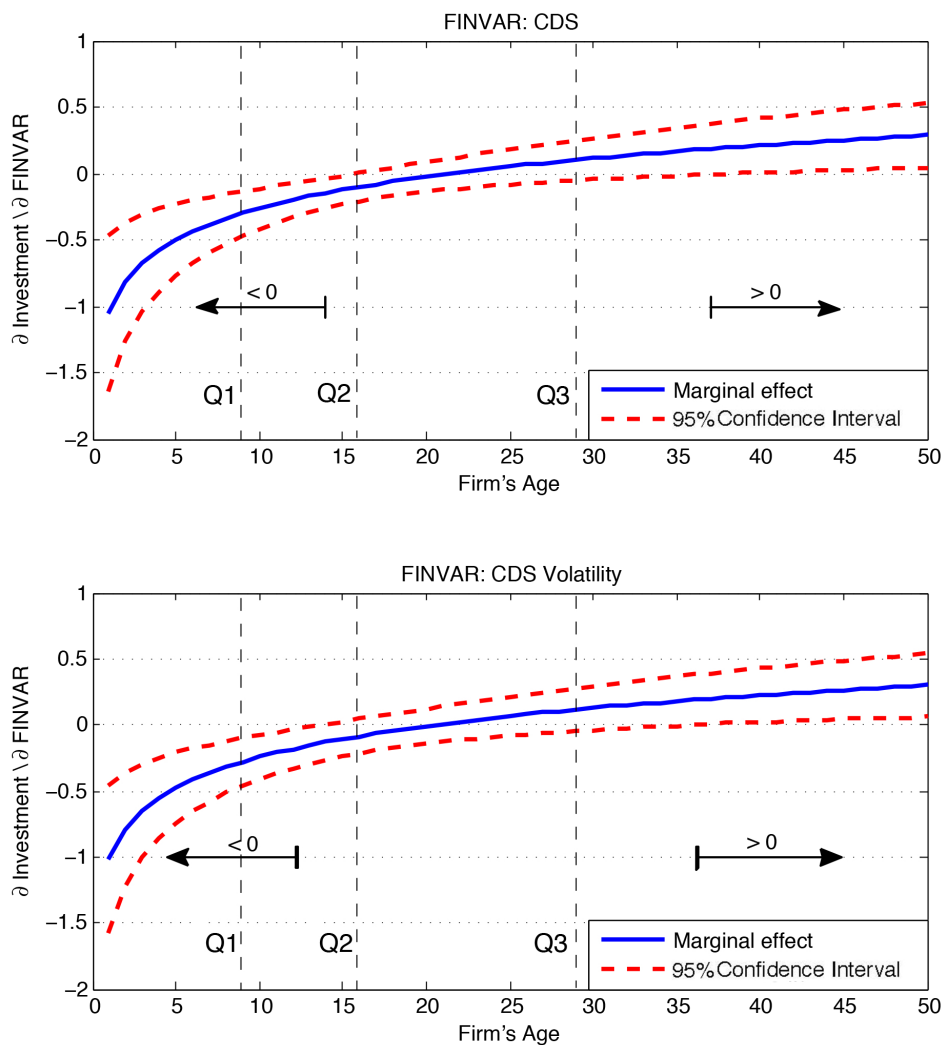 FINVAR: CDS
1
0.5
0
−0.5
−1
−1.5
−2
∂ Investment \ ∂ FINVAR
< 0
> 0
Q1
Q2
Q3
Marginal effect
95% Confidence Interval
0 5 10 15 20 25 30 35 40 45 50
Firm's Age
FINVAR: CDS Volatility
1
0.5
0
−0.5
−1
−1.5
−2
∂ Investment \ ∂ FINVAR
< 0
> 0
Q1
Q2
Q3
Marginal effect
95% Confidence Interval
0 5 10 15 20 25 30 35 40 45 50
Firm's Age